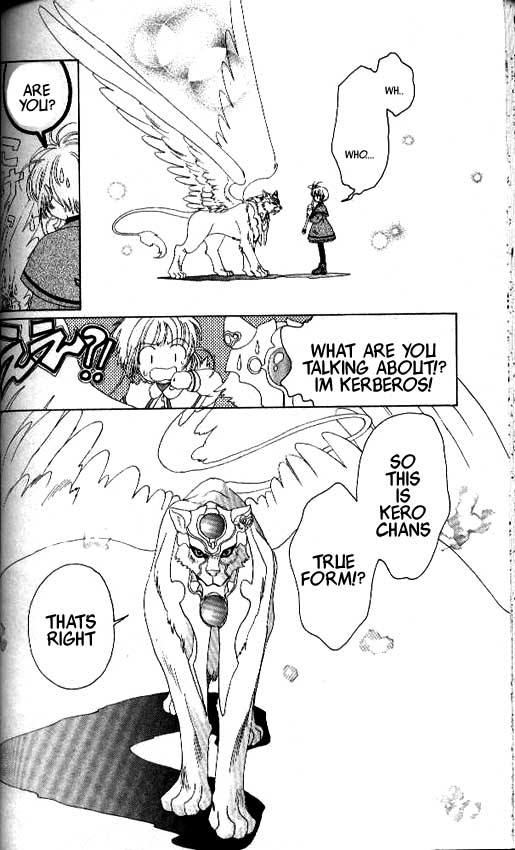 WH..
WHO...
ARE
YOU?
WHAT ARE YOU
TALKING ABOUT!?
IM KERBEROS!
?!
SO
THIS
IS
KERO
CHANS
TRUE
FORM!?
THATS
RIGHT